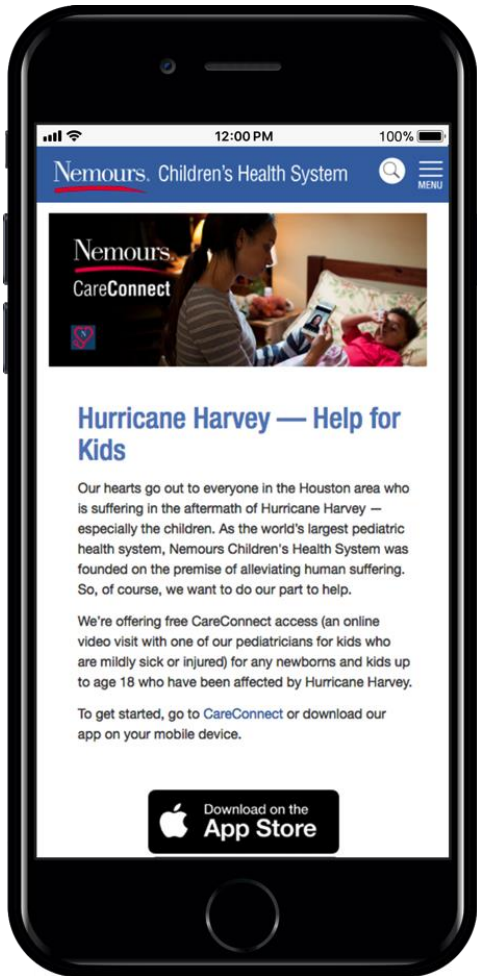 12:00 PM
100%
Nemours. Children's Health System
MENU
Nemours.
CareConnect
N
Hurricane Harvey — Help for
Kids
Our hearts go out to everyone in the Houston area who
is suffering in the aftermath of Hurricane Harvey —
especially the children. As the world's largest pediatric
health system, Nemours Children's Health System was
founded on the premise of alleviating human suffering.
So, of course, we want to do our part to help.
We're offering free CareConnect access (an online
video visit with one of our pediatricians for kids who
are mildly sick or injured) for any newborns and kids up
to age 18 who have been affected by Hurricane Harvey.
To get started, go to CareConnect or download our
app on your mobile device.
Download on the
App Store